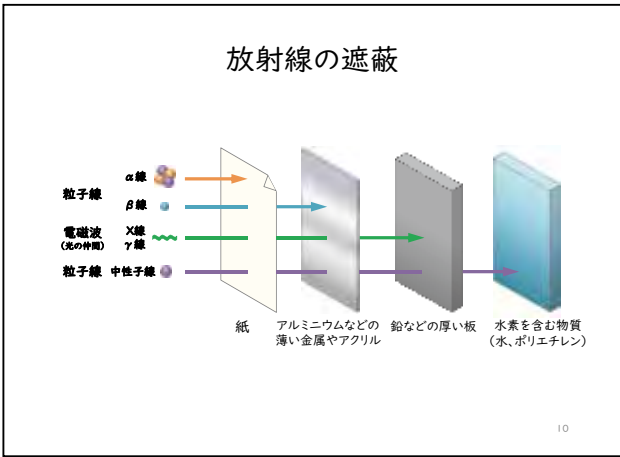 放射線の遮蔽
粒子線
α線
β線
電磁波
(光の仲間)
X線
γ線
粒子線 中性子線
紙
アルミニウムなどの
薄い金属やアクリル
鉛などの厚い板
水素を含む物質
(水、ポリエチレン)
10